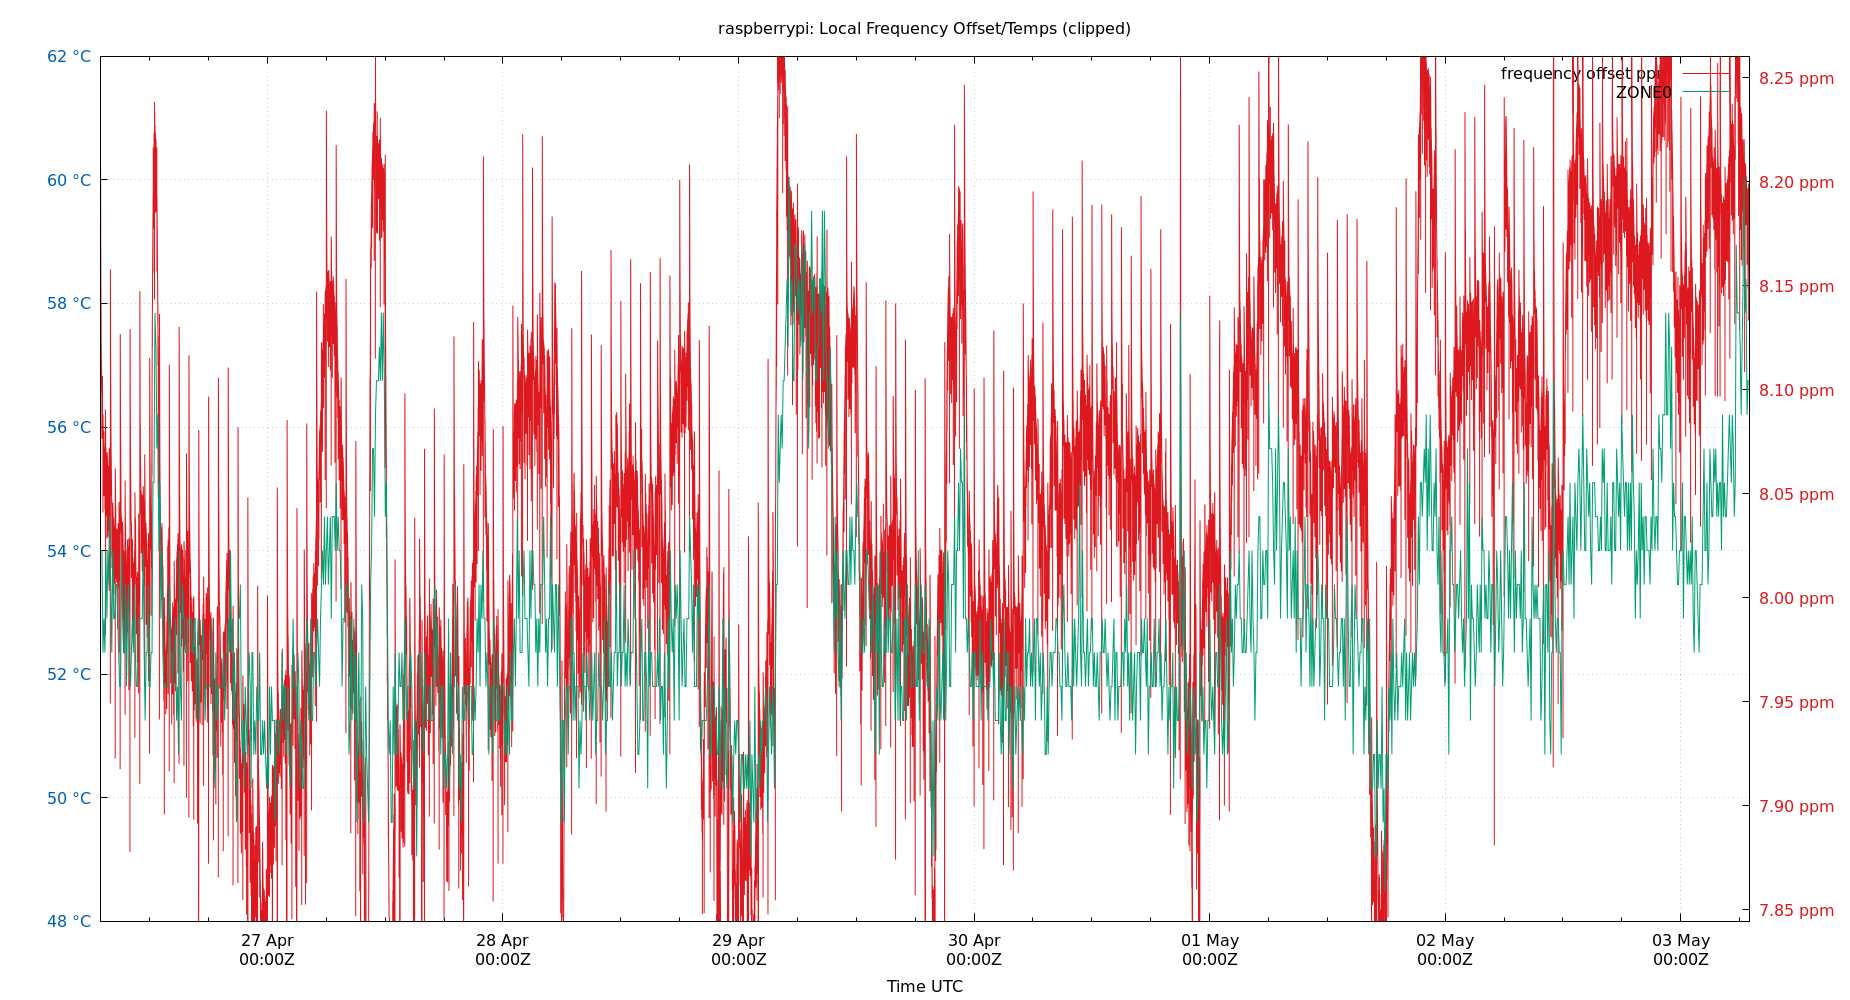 raspberrypi: Local Frequency Offset/Temps (clipped)
62 °C
60 °C
58 °C
56 °C
54 °C
52 °C
50 °C
48 °C
frequency offset ppm
ZONE0
8.25 ppm
8.20 ppm
8.15 ppm
8.10 ppm
8.05 ppm
8.00 ppm
7.95 ppm
7.90 ppm
7.85 ppm
27 Apr 28 Apr 29 Apr 30 Apr 01 May 02 May 03 May
00:00Z 00:00Z 00:00Z 00:00Z 00:00Z 00:00Z 00:00Z
Time UTC